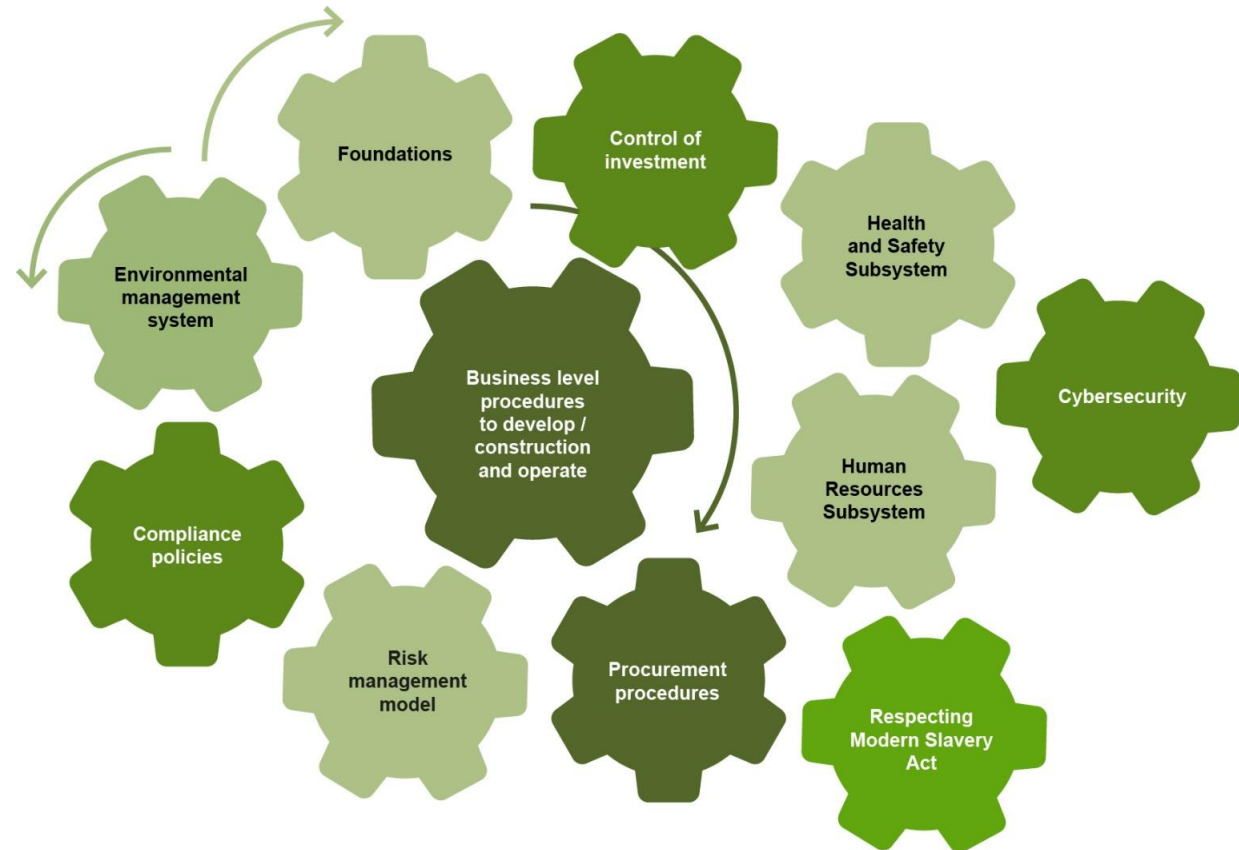 Foundations
Control of
investment
Health
and Safety
Subsystem
Environmental
management
system
Cybersecurity
Business level
procedures
to develop /
construction
and operate
Human
Resources
Subsystem
Compliance
policies
Risk
management
model
Procurement
procedures
Respecting
Modern Slavery
Act